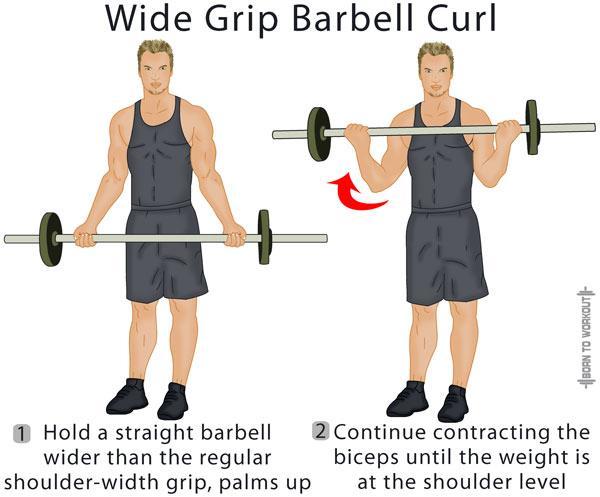 Wide Grip Barbell Curl
1 Hold a straight barbell
wider than the regular
shoulder-width grip, palms up
2 Continue contracting the
biceps until the weight is
at the shoulder level
BORN TO WORKOUT